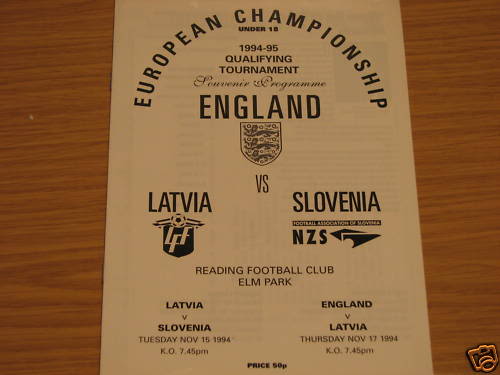 EUROPEAN CHAMPIONSHIP
UNDER 18
1994-95
QUALIFYING
TOURNAMENT
Souvenir Programme
ENGLAND
VS
LATVIA
LFF
SLOVENIA
FOOTBALL ASSOCIATION OF SLOVENIA
NZS
READING FOOTBALL CLUB
ELM PARK
LATVIA
v
SLOVENIA
TUESDAY NOV 15 1994
K.O. 7.45pm
ENGLAND
v
LATVIA
THURSDAY NOV 17 1994
K.O. 7.45pm
PRICE 50p